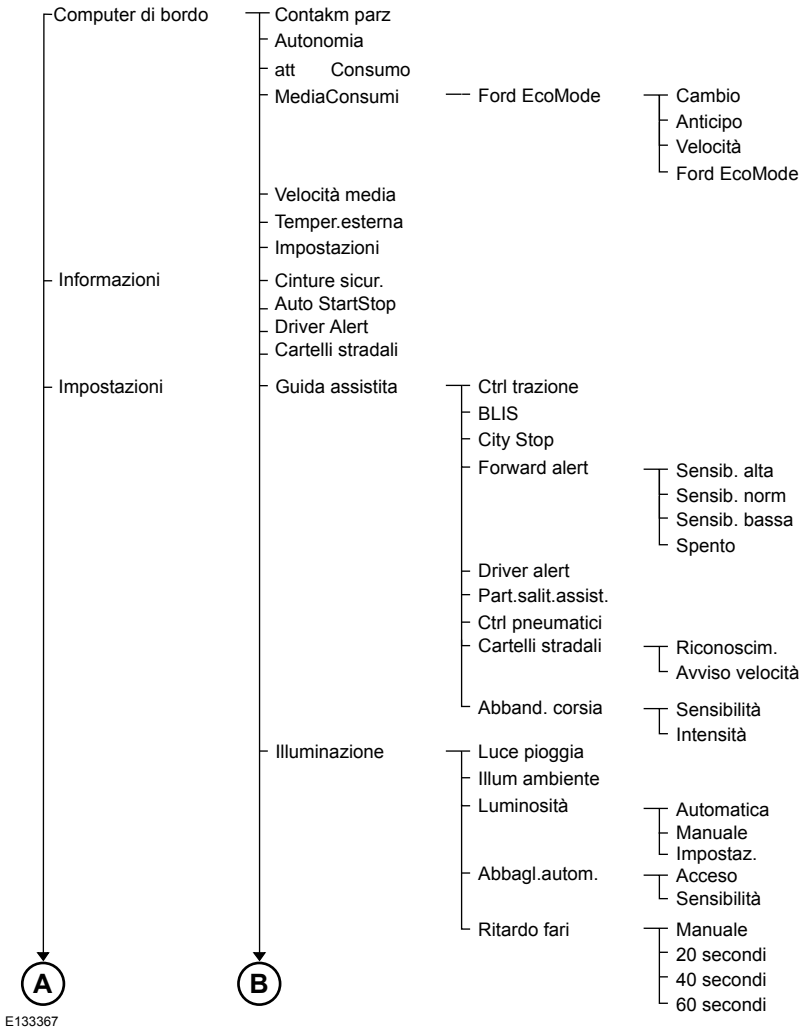 Computer di bordo Contakm parz
Autonomia
att Consumo
MediaConsumi Ford EcoMode Cambio
Anticipo
Velocità
Ford EcoMode
Velocità media
Temper.esterna
Impostazioni
Informazioni Cinture sicur.
Auto StartStop
Driver Alert
Cartelli stradali
Impostazioni Guida assistita Ctrl trazione
BLIS
City Stop
Forward alert Sensib. alta
Sensib. norm
Sensib. bassa
Spento
Driver alert
Part.salit.assist.
Ctrl pneumatici
Cartelli stradali Riconoscim.
Avviso velocità
Abband. corsia Sensibilità
Intensità
Illuminazione Luce pioggia
Illum ambiente
Luminosità Automatica
Manuale
Impostaz.
Abbagl.autom. Acceso
Sensibilità
Ritardo fari Manuale
20 secondi
40 secondi
60 secondi
A B
E133367